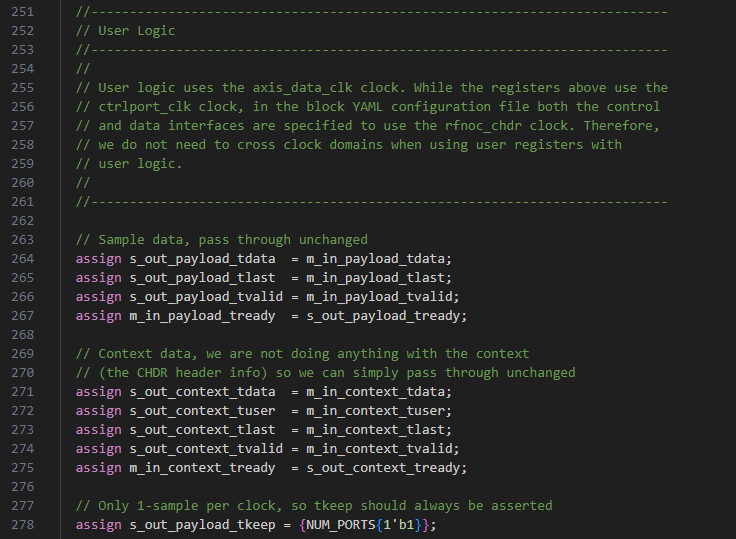 251 //---------------------------------------------------------------------------
252 // User Logic
253 //---------------------------------------------------------------------------
254 //
255 // User logic uses the axis_data_clk clock. While the registers above use the
256 // ctrlport_clk clock, in the block YAML configuration file both the control
257 // and data interfaces are specified to use the rfnoc_chdr clock. Therefore,
258 // we do not need to cross clock domains when using user registers with
259 // user logic.
260 //
261 //---------------------------------------------------------------------------
262
263 // Sample data, pass through unchanged
264 assign s_out_payload_tdata  = m_in_payload_tdata;
265 assign s_out_payload_tlast  = m_in_payload_tlast;
266 assign s_out_payload_tvalid = m_in_payload_tvalid;
267 assign m_in_payload_tready  = s_out_payload_tready;
268
269 // Context data, we are not doing anything with the context
270 // (the CHDR header info) so we can simply pass through unchanged
271 assign s_out_context_tdata  = m_in_context_tdata;
272 assign s_out_context_tuser  = m_in_context_tuser;
273 assign s_out_context_tlast  = m_in_context_tlast;
274 assign s_out_context_tvalid = m_in_context_tvalid;
275 assign m_in_context_tready  = s_out_context_tready;
276
277 // Only 1-sample per clock, so tkeep should always be asserted
278 assign s_out_payload_tkeep = {NUM_PORTS{1'b1}};